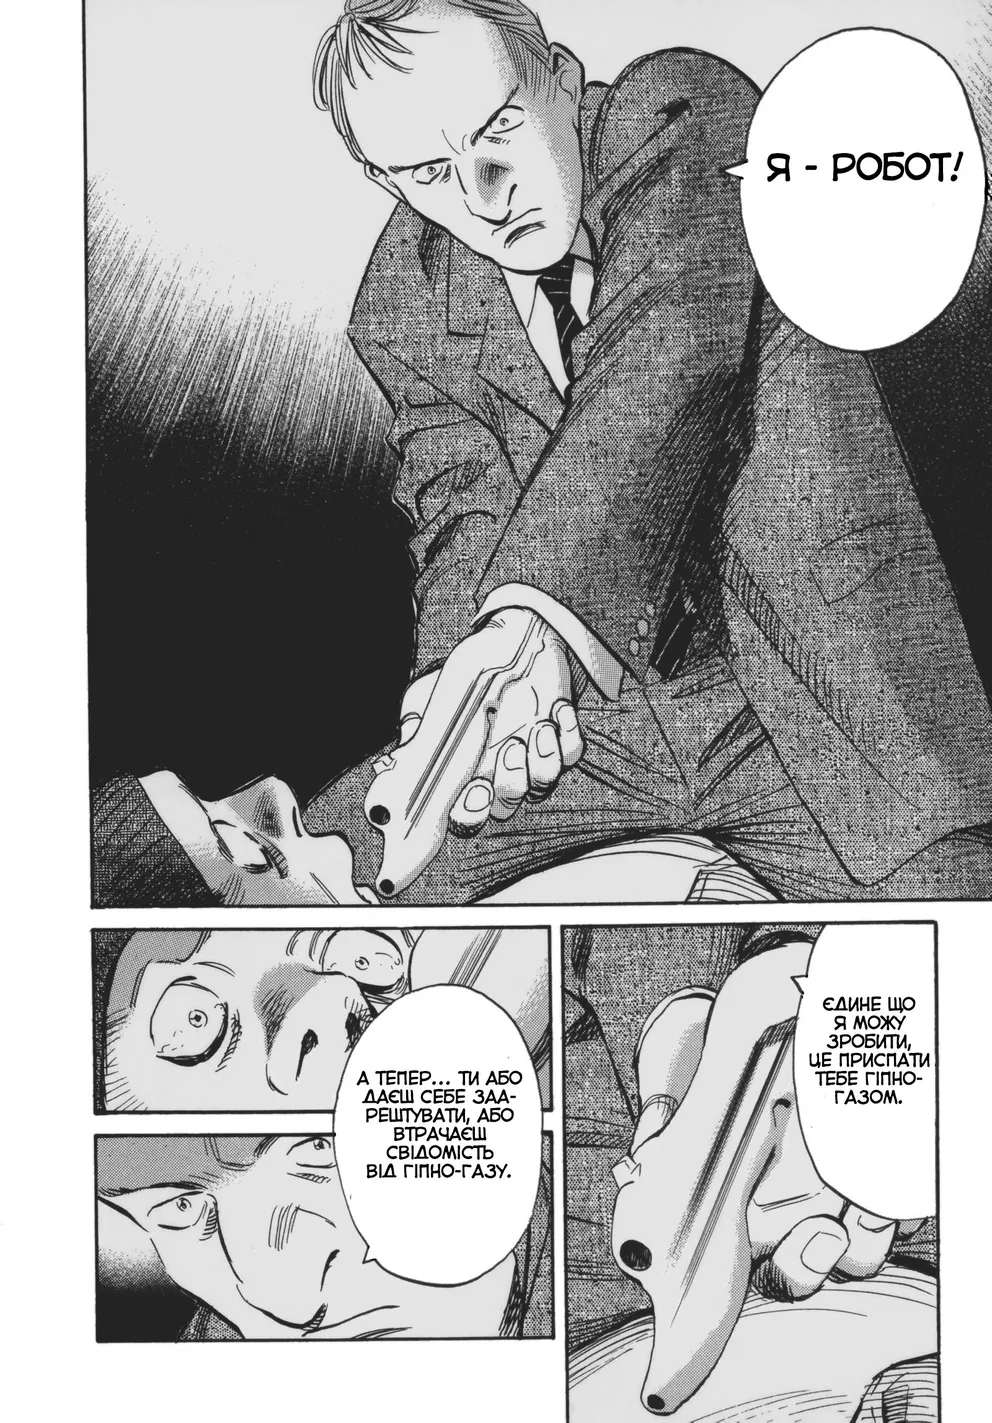 Я - РОБОТ!
ЄДИНЕ ЩО
Я МОЖУ
ЗРОБИТИ,
ЦЕ ПРИСПАТИ
ТЕБЕ ГІПНО-
ГАЗОМ.
А ТЕПЕР... ТИ АБО
ДАЄШ СЕБЕ ЗАА-
РЕШТУВАТИ, АБО
ВТРАЧАЄШ
СВІДОМІСТЬ
ВІД ГІПНО-ГАЗУ.